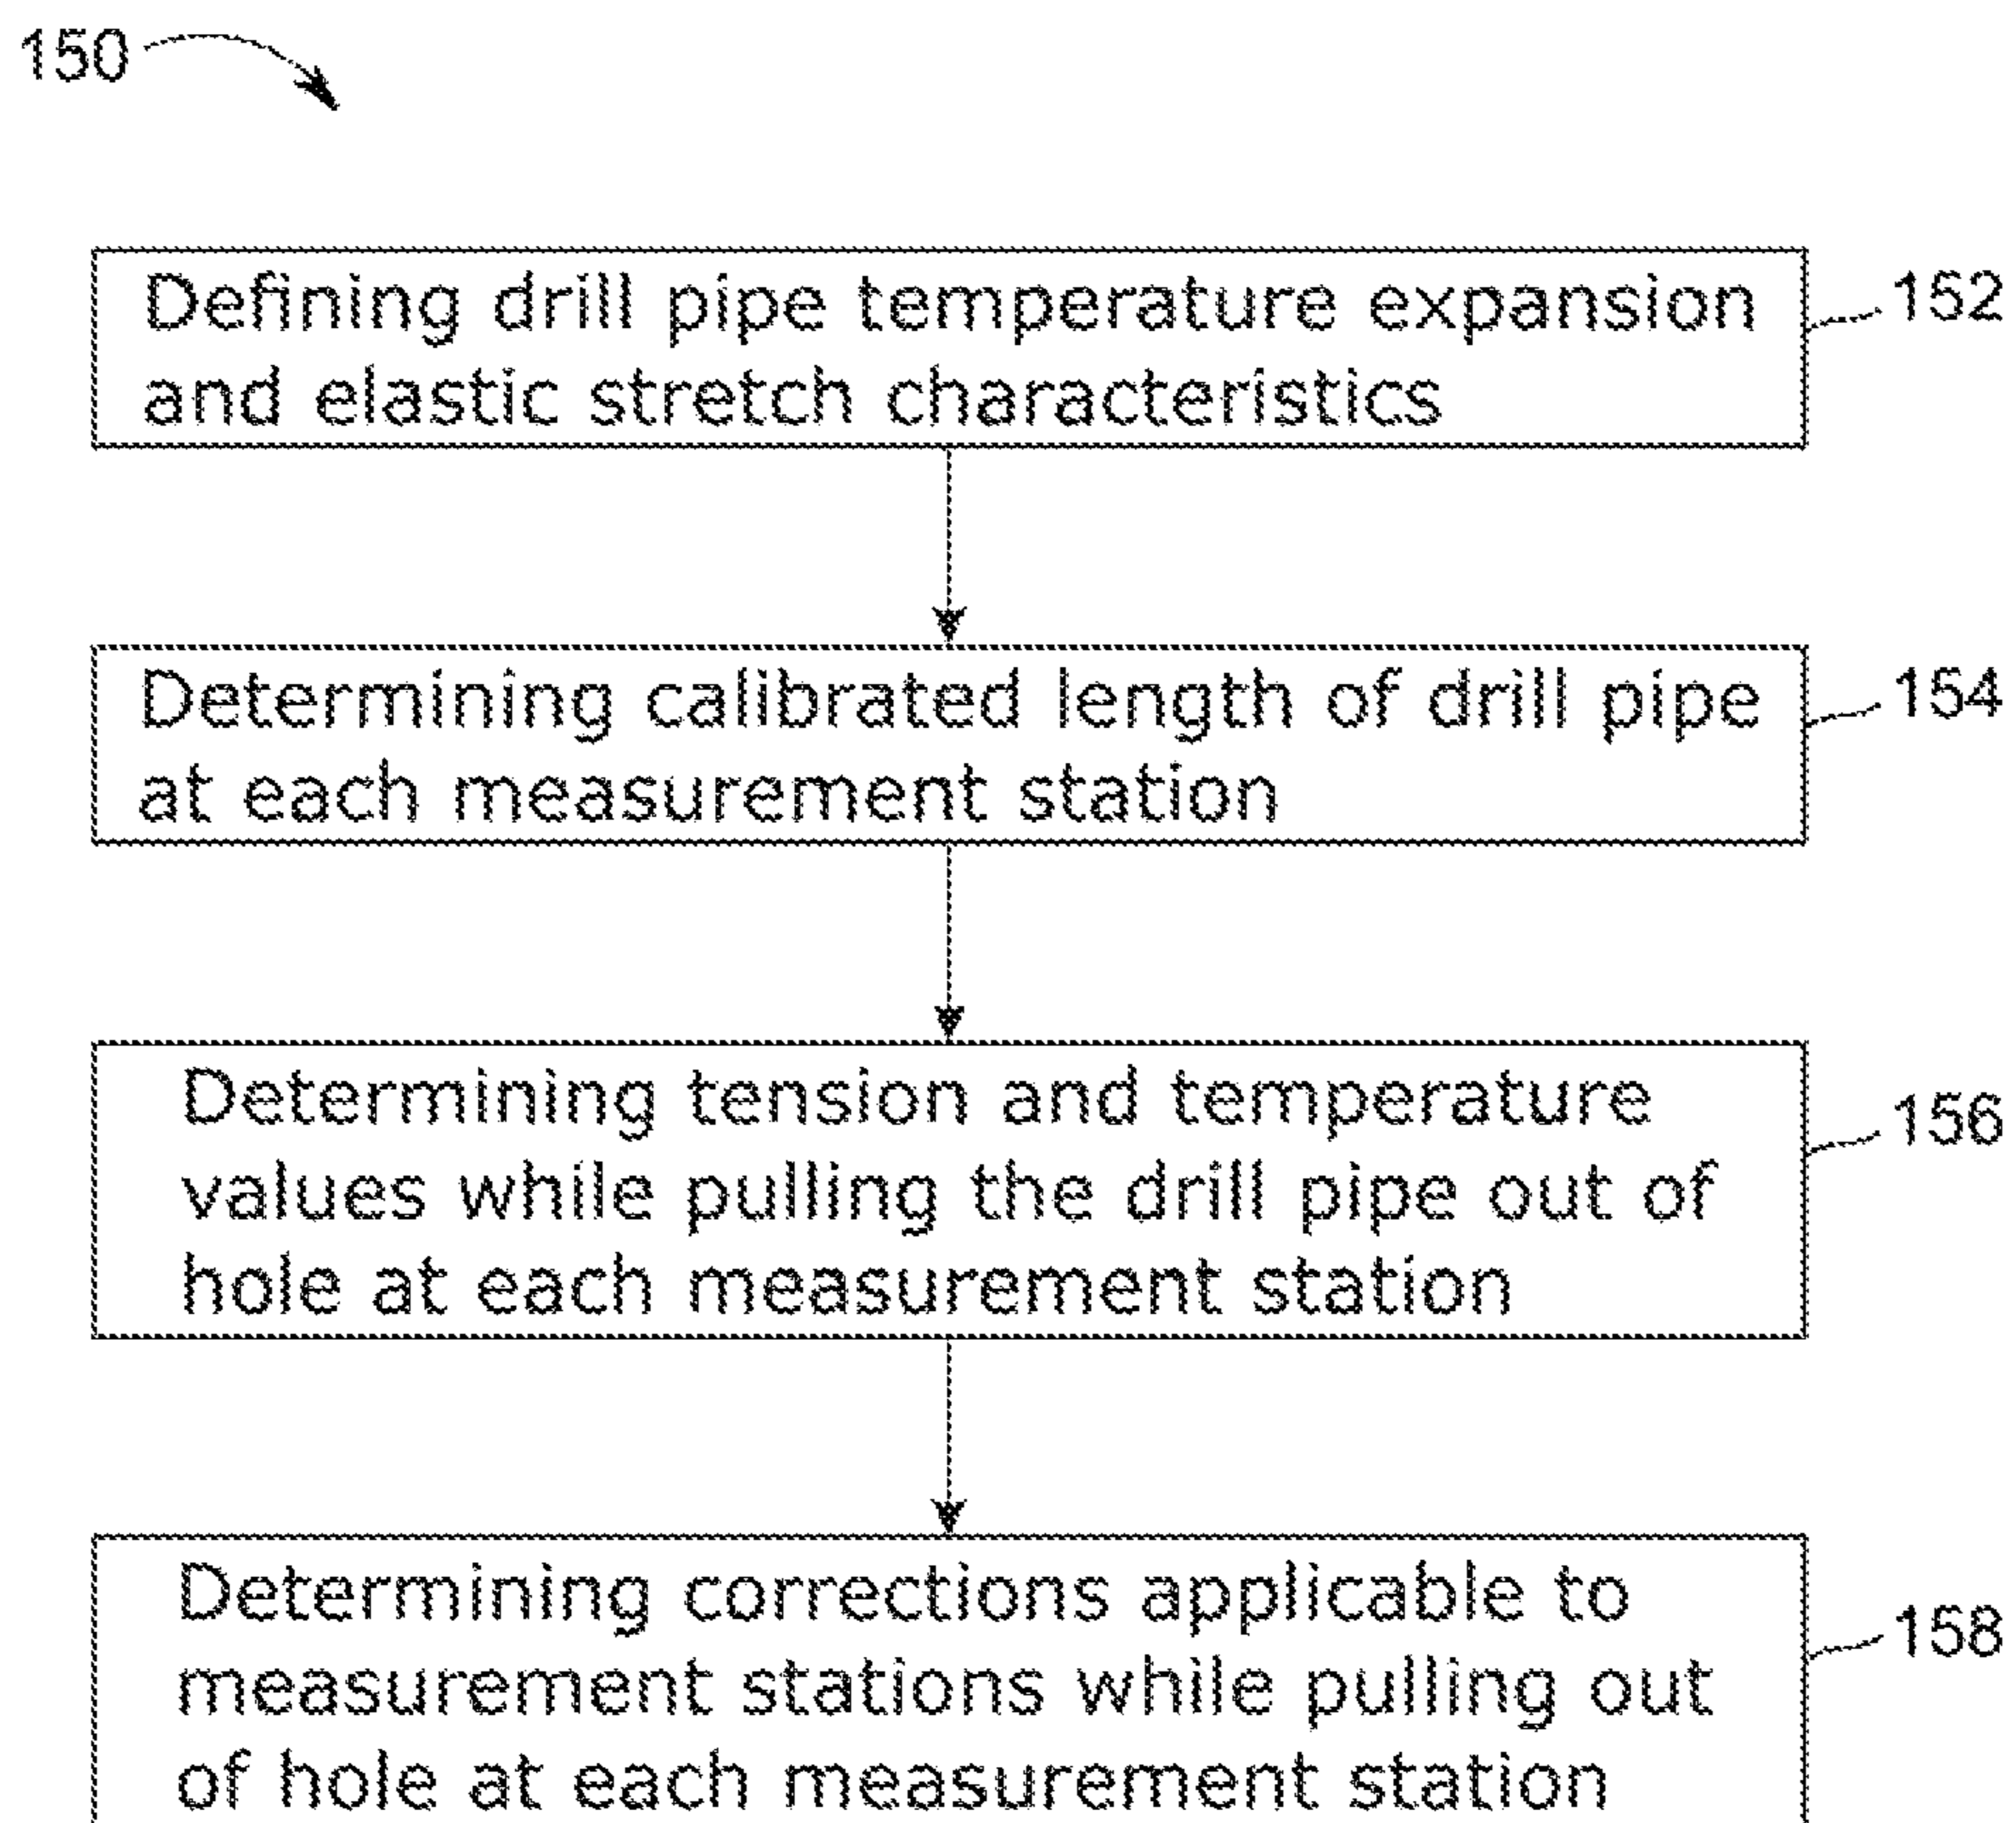 150
Defining drill pipe temperature expansion
and elastic stretch characteristics
152
Determining calibrated length of drill pipe
at each measurement station
154
Determining tension and temperature
values while pulling the drill pipe out of
hole at each measurement station
156
Determining corrections applicable to
measurement stations while pulling out
of hole at each measurement station
158